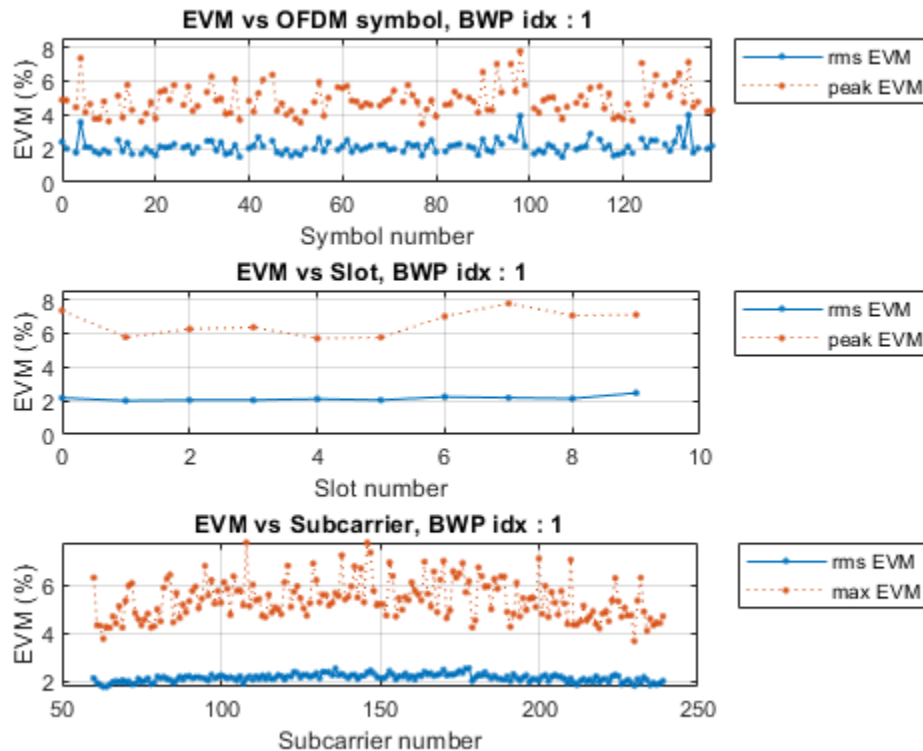 EVM vs OFDM symbol, BWP idx : 1
8
6
4
2
0
EVM (%)
0 20 40 60 80 100 120
Symbol number
rms EVM
peak EVM
EVM vs Slot, BWP idx : 1
8
6
4
2
0
EVM (%)
0 2 4 6 8 10
Slot number
rms EVM
peak EVM
EVM vs Subcarrier, BWP idx : 1
6
4
2
EVM (%)
50 100 150 200 250
Subcarrier number
rms EVM
max EVM